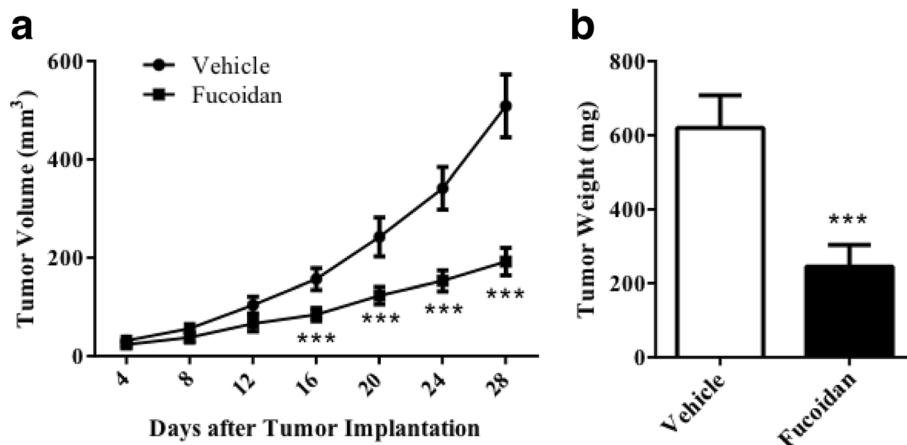 a
Tumor Volume (mm³)
600
400
200
0
Vehicle
Fucoidan
***
***
***
***
4
8
12
16
20
24
28
Days after Tumor Implantation
b
Tumor Weight (mg)
800
600
400
200
0
***
Vehicle
Fucoidan